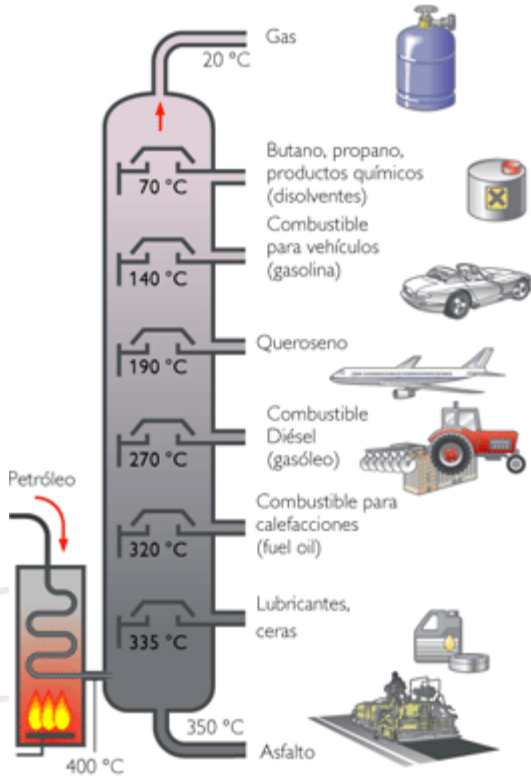 Gas
20 °C
Butano, propano,
productos químicos
(disolventes)
70 °C
Combustible
para vehículos
(gasolina)
140 °C
Queroseno
190 °C
Combustible
Diésel
(gasóleo)
270 °C
Petróleo
Combustible para
calefacciones
(fuel oil)
320 °C
Lubricantes,
ceras
335 °C
350 °C
Asfalto
400 °C